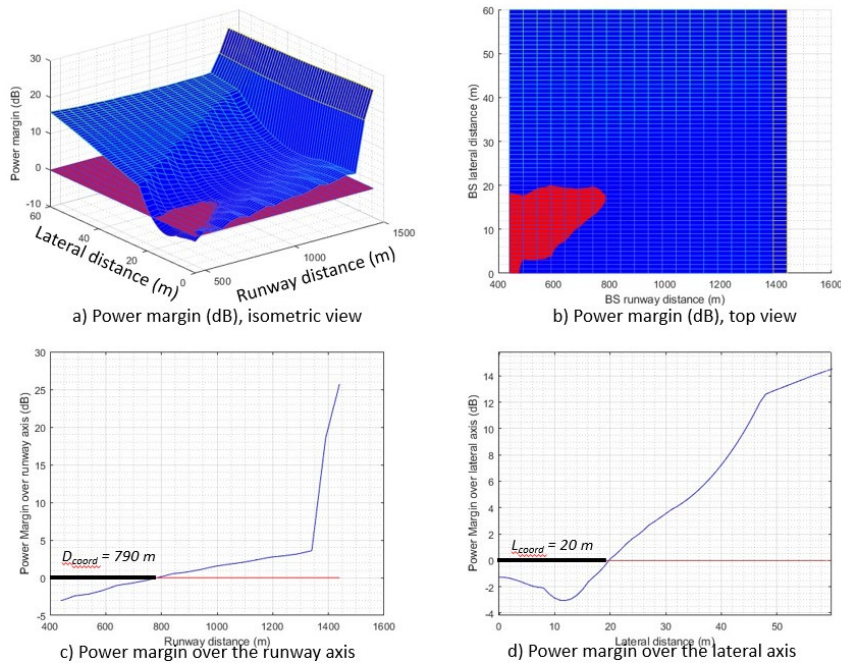 30
20
10
0
-10
Power margin (dB)
60
40
20
0
Lateral distance (m)
500
1000
1500
Runway distance (m)
a) Power margin (dB), isometric view
60
50
40
30
20
10
0
BS lateral distance (m)
400 600 800 1000 1200 1400 1600
BS runway distance (m)
b) Power margin (dB), top view
30
25
20
15
10
5
0
-5
Power Margin over runway axis (dB)
D_coord = 790 m
400 600 800 1000 1200 1400 1600
Runway distance (m)
c) Power margin over the runway axis
14
12
10
8
6
4
2
0
-2
-4
Power Margin over lateral axis (dB)
L_coord = 20 m
0 10 20 30 40 50
Lateral distance (m)
d) Power margin over the lateral axis